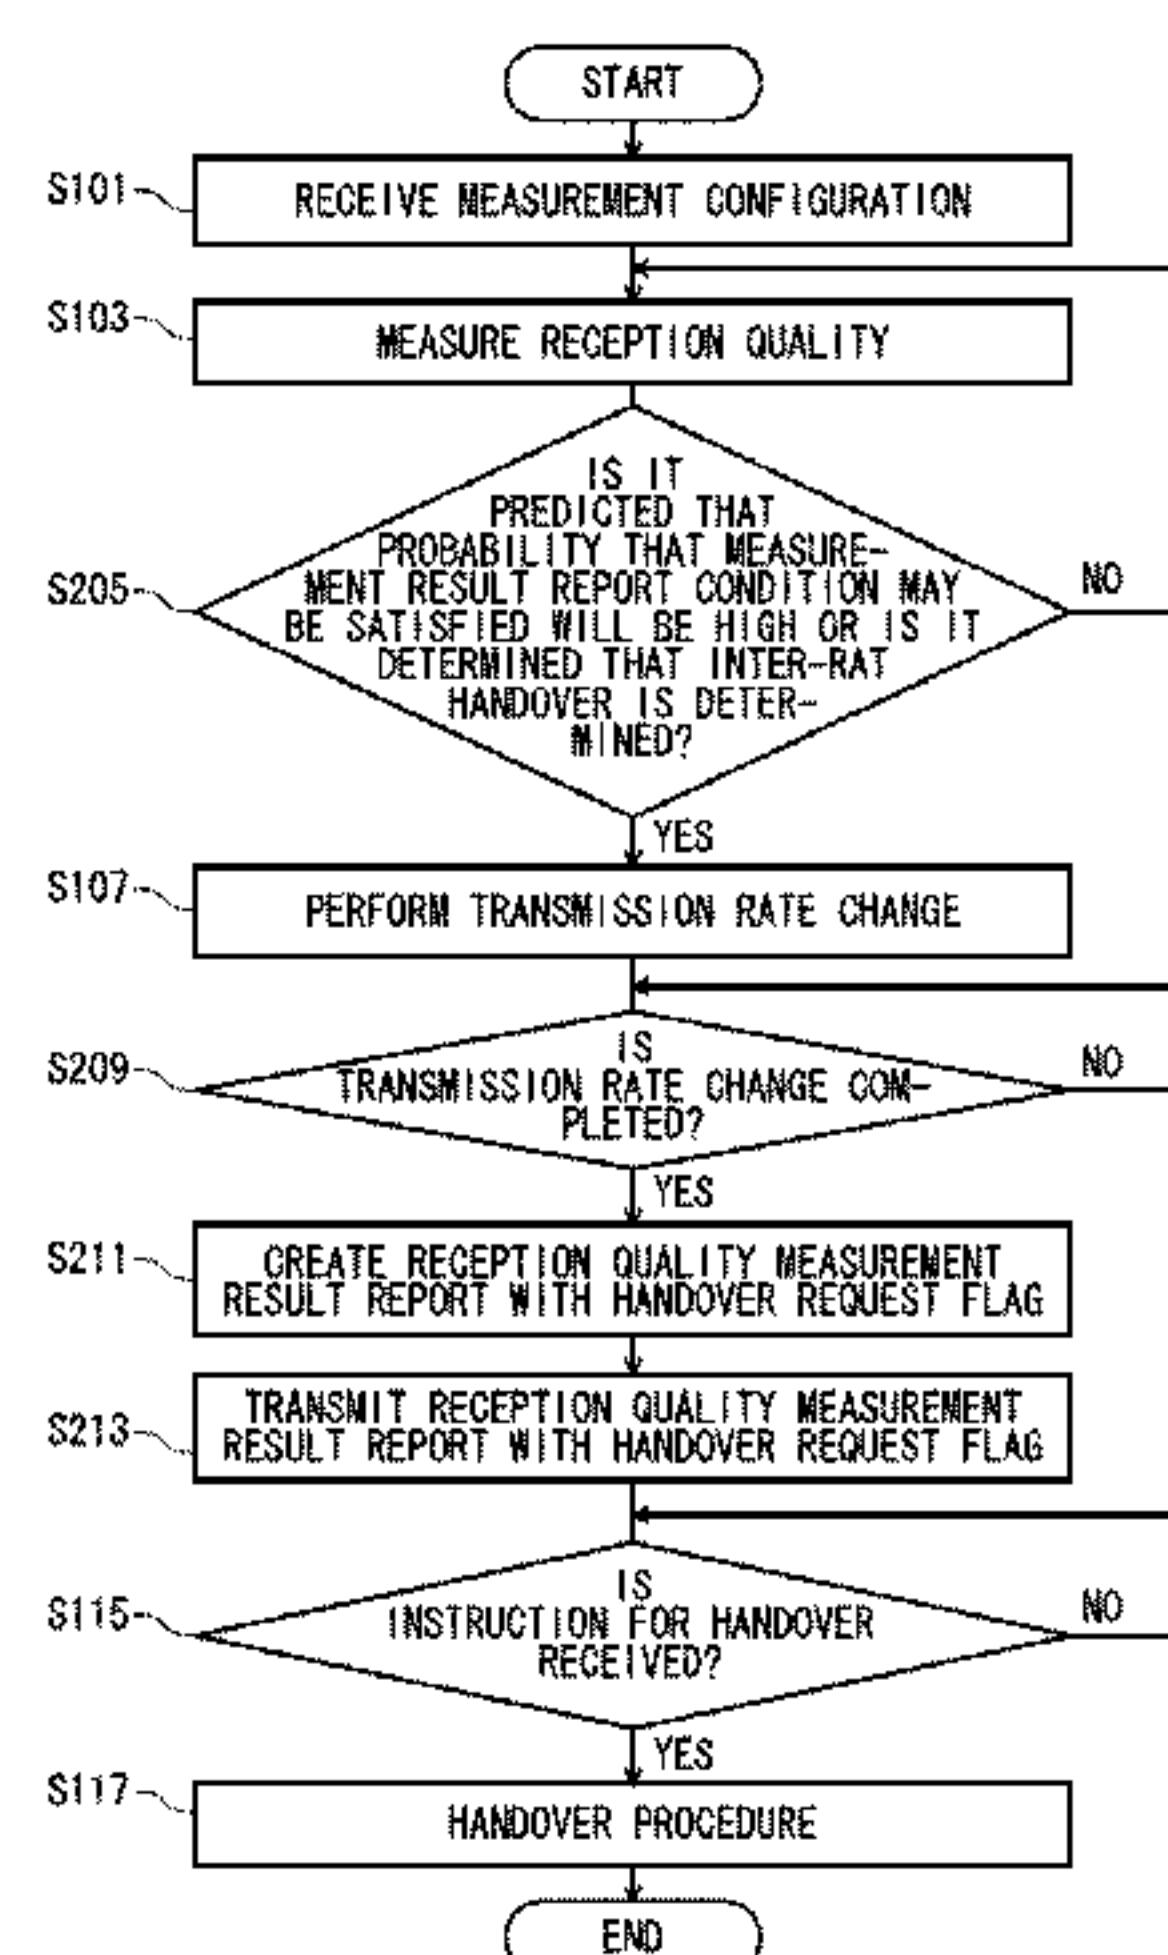 START
S101
RECEIVE MEASUREMENT CONFIGURATION
S103
MEASURE RECEPTION QUALITY
S205
IS IT
PREDICTED THAT
PROBABILITY THAT MEASURE-
MENT RESULT REPORT CONDITION MAY
BE SATISFIED WILL BE HIGH OR IS IT
DETERMINED THAT INTER-RAT
HANDOVER IS DETER-
MINED?
NO
YES
S107
PERFORM TRANSMISSION RATE CHANGE
S209
IS
TRANSMISSION RATE CHANGE COM-
PLETED?
NO
YES
S211
CREATE RECEPTION QUALITY MEASUREMENT
RESULT REPORT WITH HANDOVER REQUEST FLAG
S213
TRANSMIT RECEPTION QUALITY MEASUREMENT
RESULT REPORT WITH HANDOVER REQUEST FLAG
S115
IS
INSTRUCTION FOR HANDOVER
RECEIVED?
NO
YES
S117
HANDOVER PROCEDURE
END